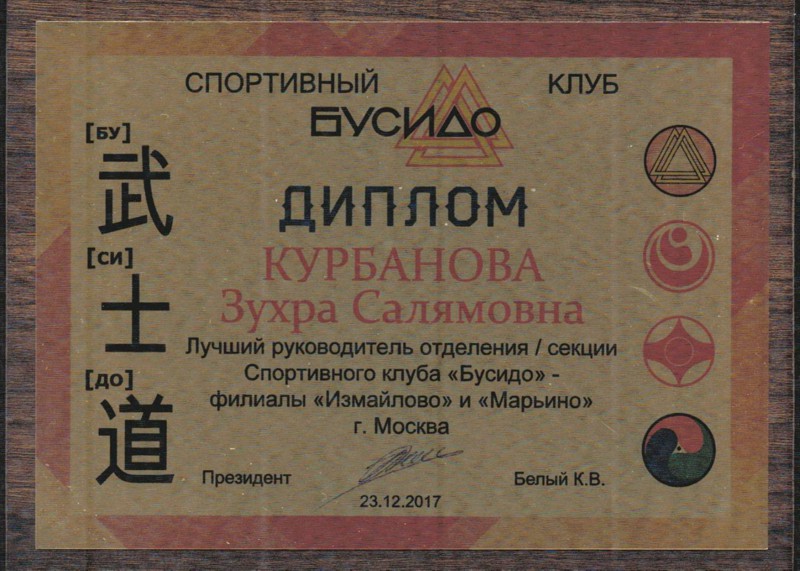 СПОРТИВНЫЙ КЛУБ
БУСИДО
[БУ]
武
[СИ]
士
[ДО]
道
ДИПЛОМ
КУРБАНОВА
Зухра Салямовна
Лучший руководитель отделения / секции
Спортивного клуба «Бусидо» -
филиалы «Измайлово» и «Марьино»
г. Москва
Президент Белый К.В.
23.12.2017